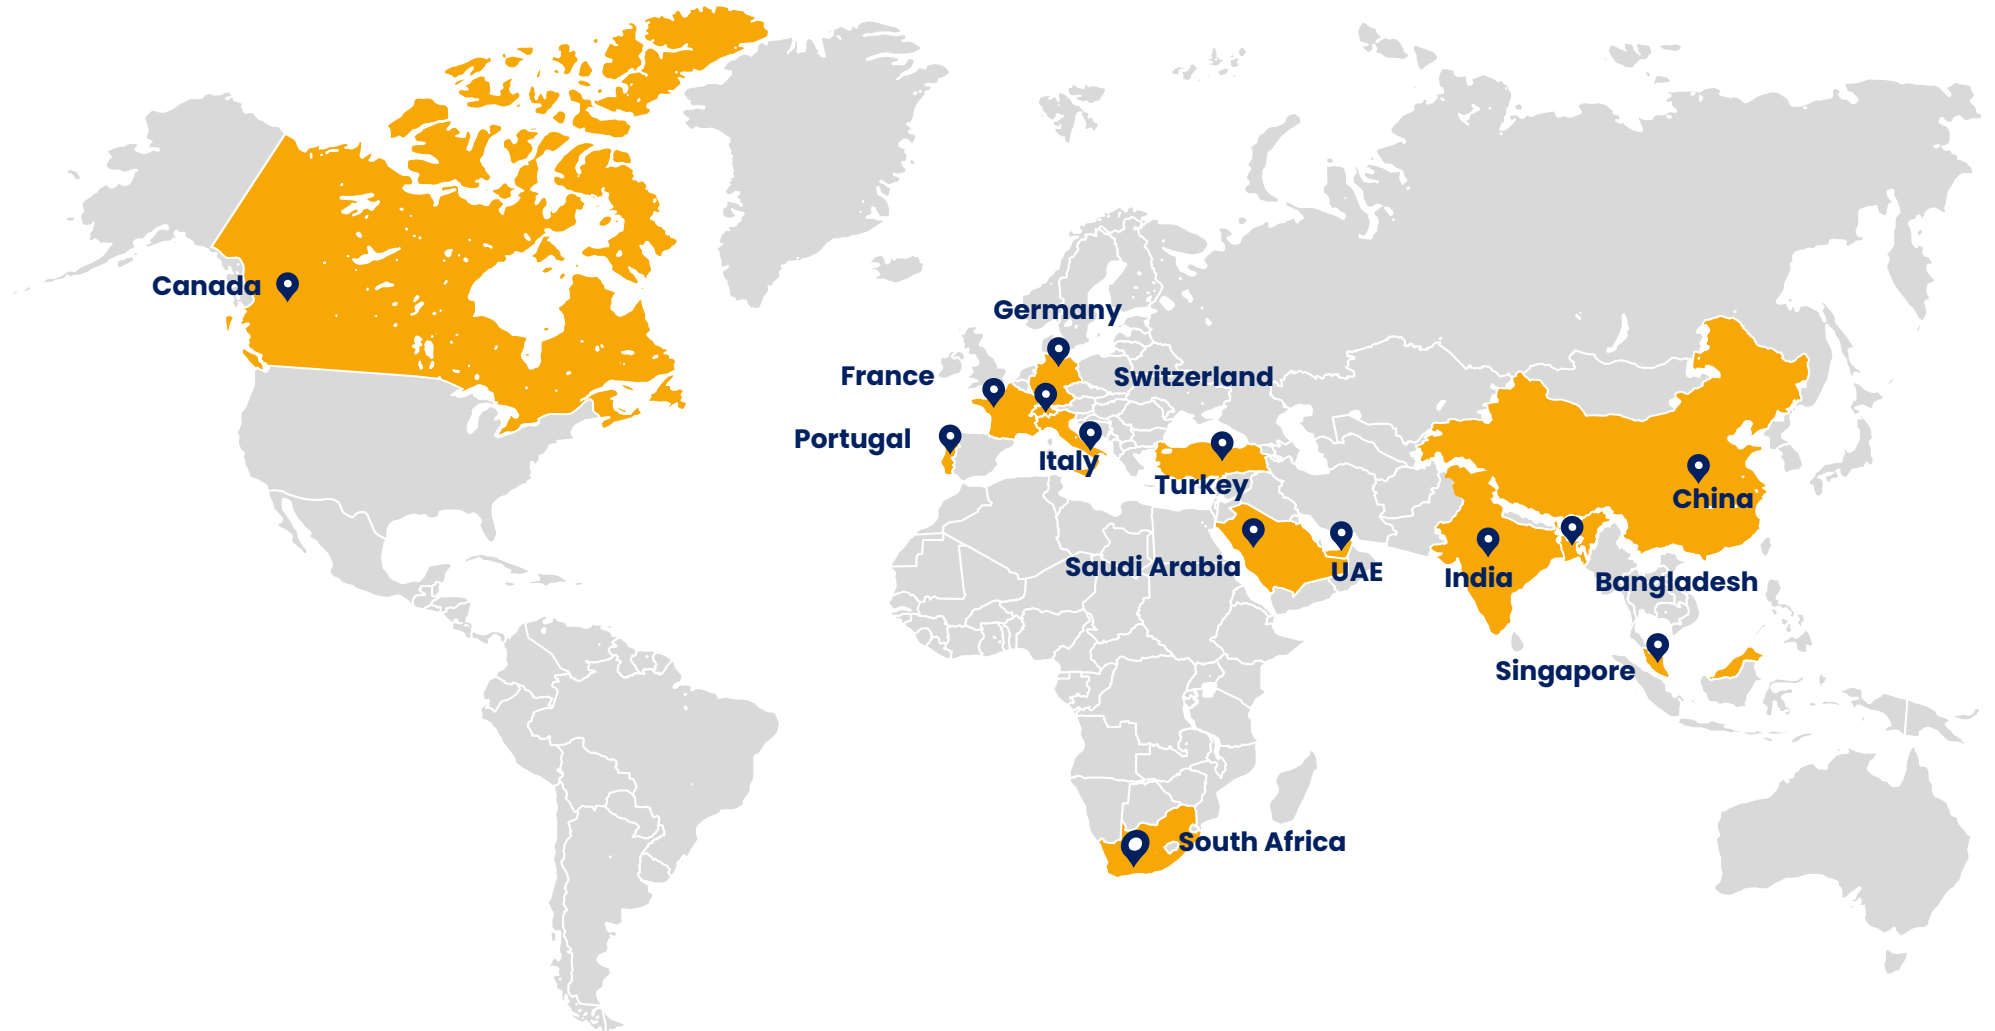 Canada
Germany
France
Switzerland
Portugal
Italy
Turkey
China
Saudi Arabia
UAE
India
Bangladesh
Singapore
South Africa